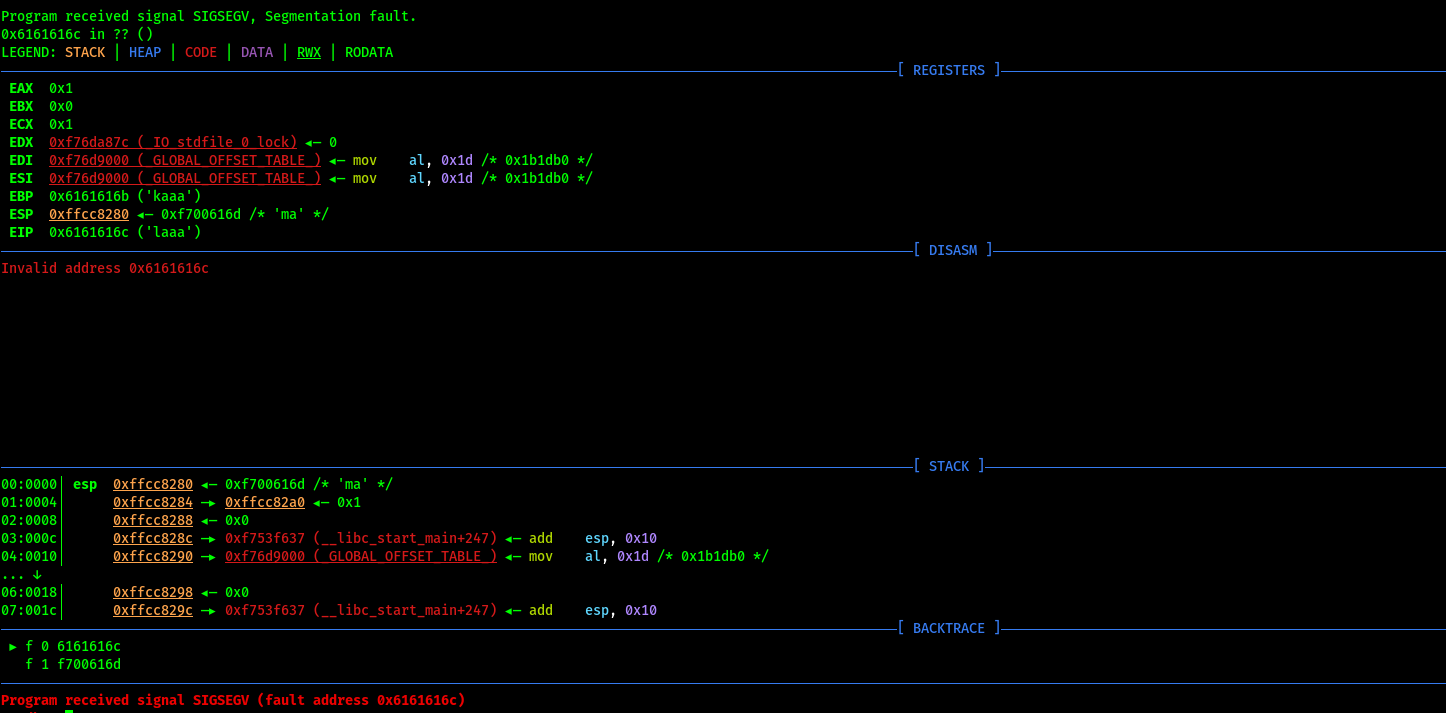 Program received signal SIGSEGV, Segmentation fault.
0x6161616c in ?? ()
LEGEND: STACK | HEAP | CODE | DATA | RWX | RODATA
[ REGISTERS ]
EAX  0x1
EBX  0x0
ECX  0x1
EDX  0xf76da87c (_IO_stdfile_0_lock) ◂— 0
EDI  0xf76d9000 (_GLOBAL_OFFSET_TABLE_) ◂— mov    al, 0x1d /* 0x1b1db0 */
ESI  0xf76d9000 (_GLOBAL_OFFSET_TABLE_) ◂— mov    al, 0x1d /* 0x1b1db0 */
EBP  0x6161616b ('kaaa')
ESP  0xffcc8280 ◂— 0xf700616d /* 'ma' */
EIP  0x6161616c ('laaa')
[ DISASM ]
Invalid address 0x6161616c
[ STACK ]
00:0000│ esp  0xffcc8280 ◂— 0xf700616d /* 'ma' */
01:0004│      0xffcc8284 —▸ 0xffcc82a0 ◂— 0x1
02:0008│      0xffcc8288 ◂— 0x0
03:000c│      0xffcc828c —▸ 0xf753f637 (__libc_start_main+247) ◂— add    esp, 0x10
04:0010│      0xffcc8290 —▸ 0xf76d9000 (_GLOBAL_OFFSET_TABLE_) ◂— mov    al, 0x1d /* 0x1b1db0 */
... ↓
06:0018│      0xffcc8298 ◂— 0x0
07:001c│      0xffcc829c —▸ 0xf753f637 (__libc_start_main+247) ◂— add    esp, 0x10
[ BACKTRACE ]
► f 0 6161616c
f 1 f700616d
Program received signal SIGSEGV (fault address 0x6161616c)